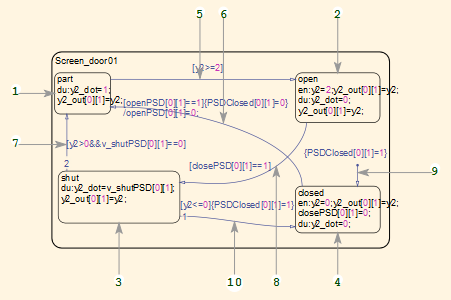 5
6
2
Screen_door01
[y2>=2]
part
du:y2_dot=1;
y2_out[0][1]=y2;
open
en:y2=2;y2_out[0][1]=y2;
du:y2_dot=0;
y2_out[0][1]=y2;
1
[openPSD[0][1]==1]{PSDClosed[0][1]=0}
/openPSD[0][1]=0;
7
[y2>0&&v_shutPSD[0][1]==0]
{PSDClosed[0][1]=1}
2
[closePSD[0][1]==1]
9
shut
du:y2_dot=v_shutPSD[0][1];
y2_out[0][1]=y2;
closed
en:y2=0;y2_out[0][1]=y2;
closePSD[0][1]=0;
du:y2_dot=0;
[y2<=0]{PSDClosed[0][1]=1}
1
3
10
8
4